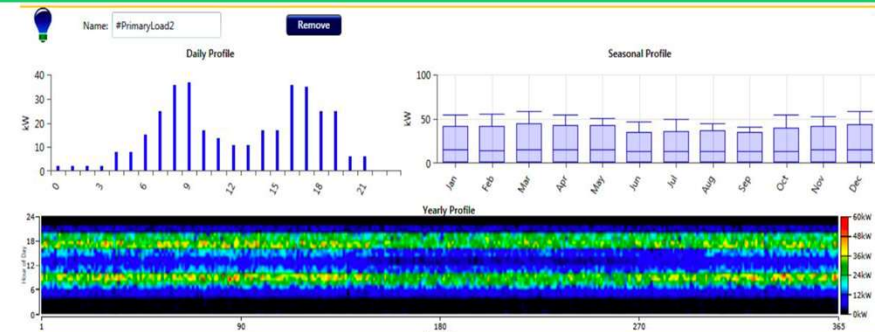 Name: #PrimaryLoad2 Remove
Daily Profile
kW
40
30
20
10
0
0 3 6 9 12 15 18 21
Seasonal Profile
kW
100
50
0
Jan Feb Mar Apr May Jun Jul Aug Sep Oct Nov Dec
Yearly Profile
Hour of Day
24
18
12
6
0
1 90 180 270 365
60kW
48kW
36kW
24kW
12kW
0kW